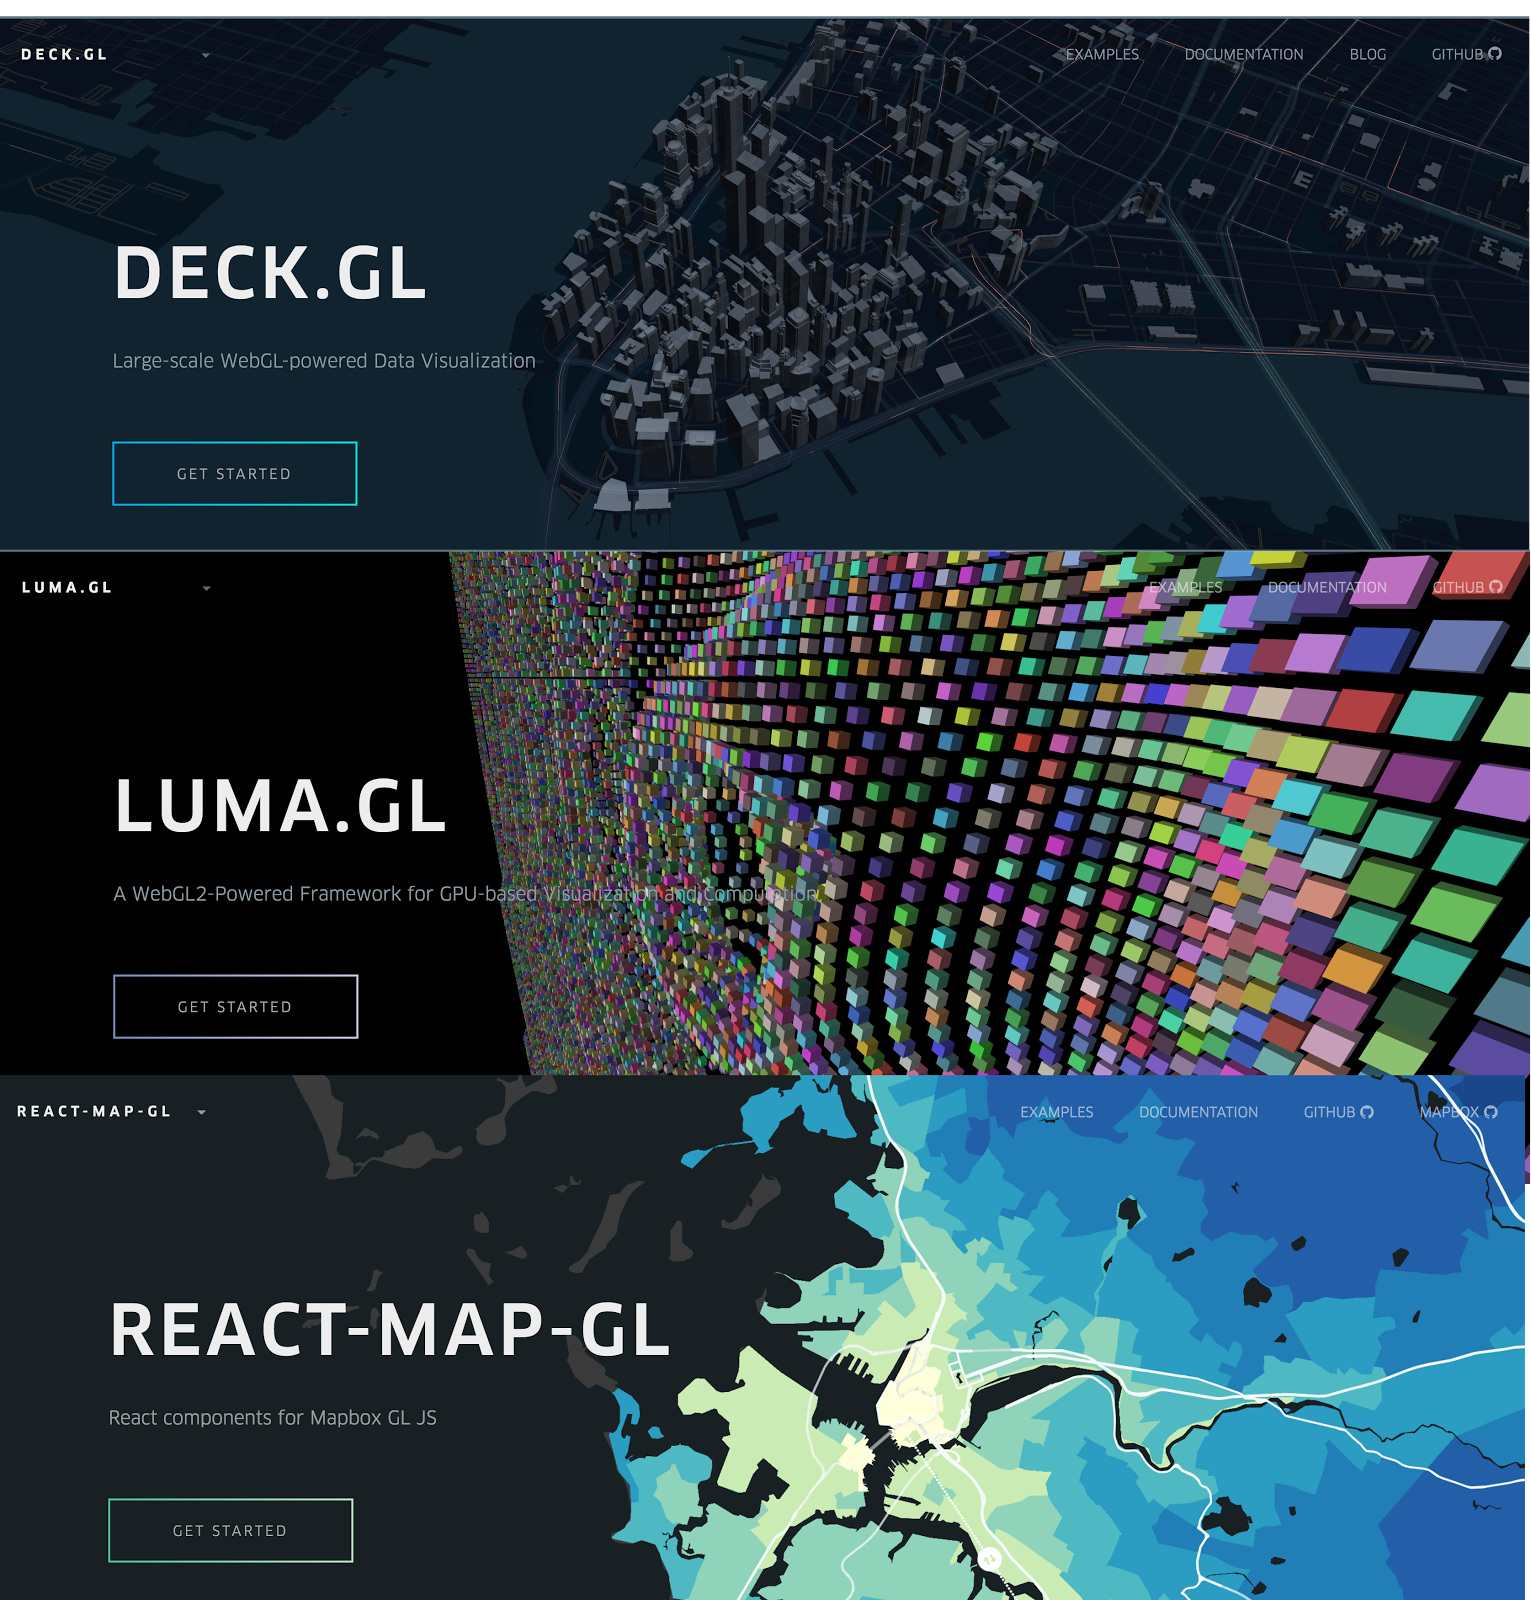 DECK.GL
EXAMPLES DOCUMENTATION BLOG GITHUB
DECK.GL
Large-scale WebGL-powered Data Visualization
GET STARTED
LUMA.GL
EXAMPLES DOCUMENTATION GITHUB
LUMA.GL
A WebGL2-Powered Framework for GPU-based Visualization and Computation
GET STARTED
REACT-MAP-GL
EXAMPLES DOCUMENTATION GITHUB MAPBOX
REACT-MAP-GL
React components for Mapbox GL JS
GET STARTED